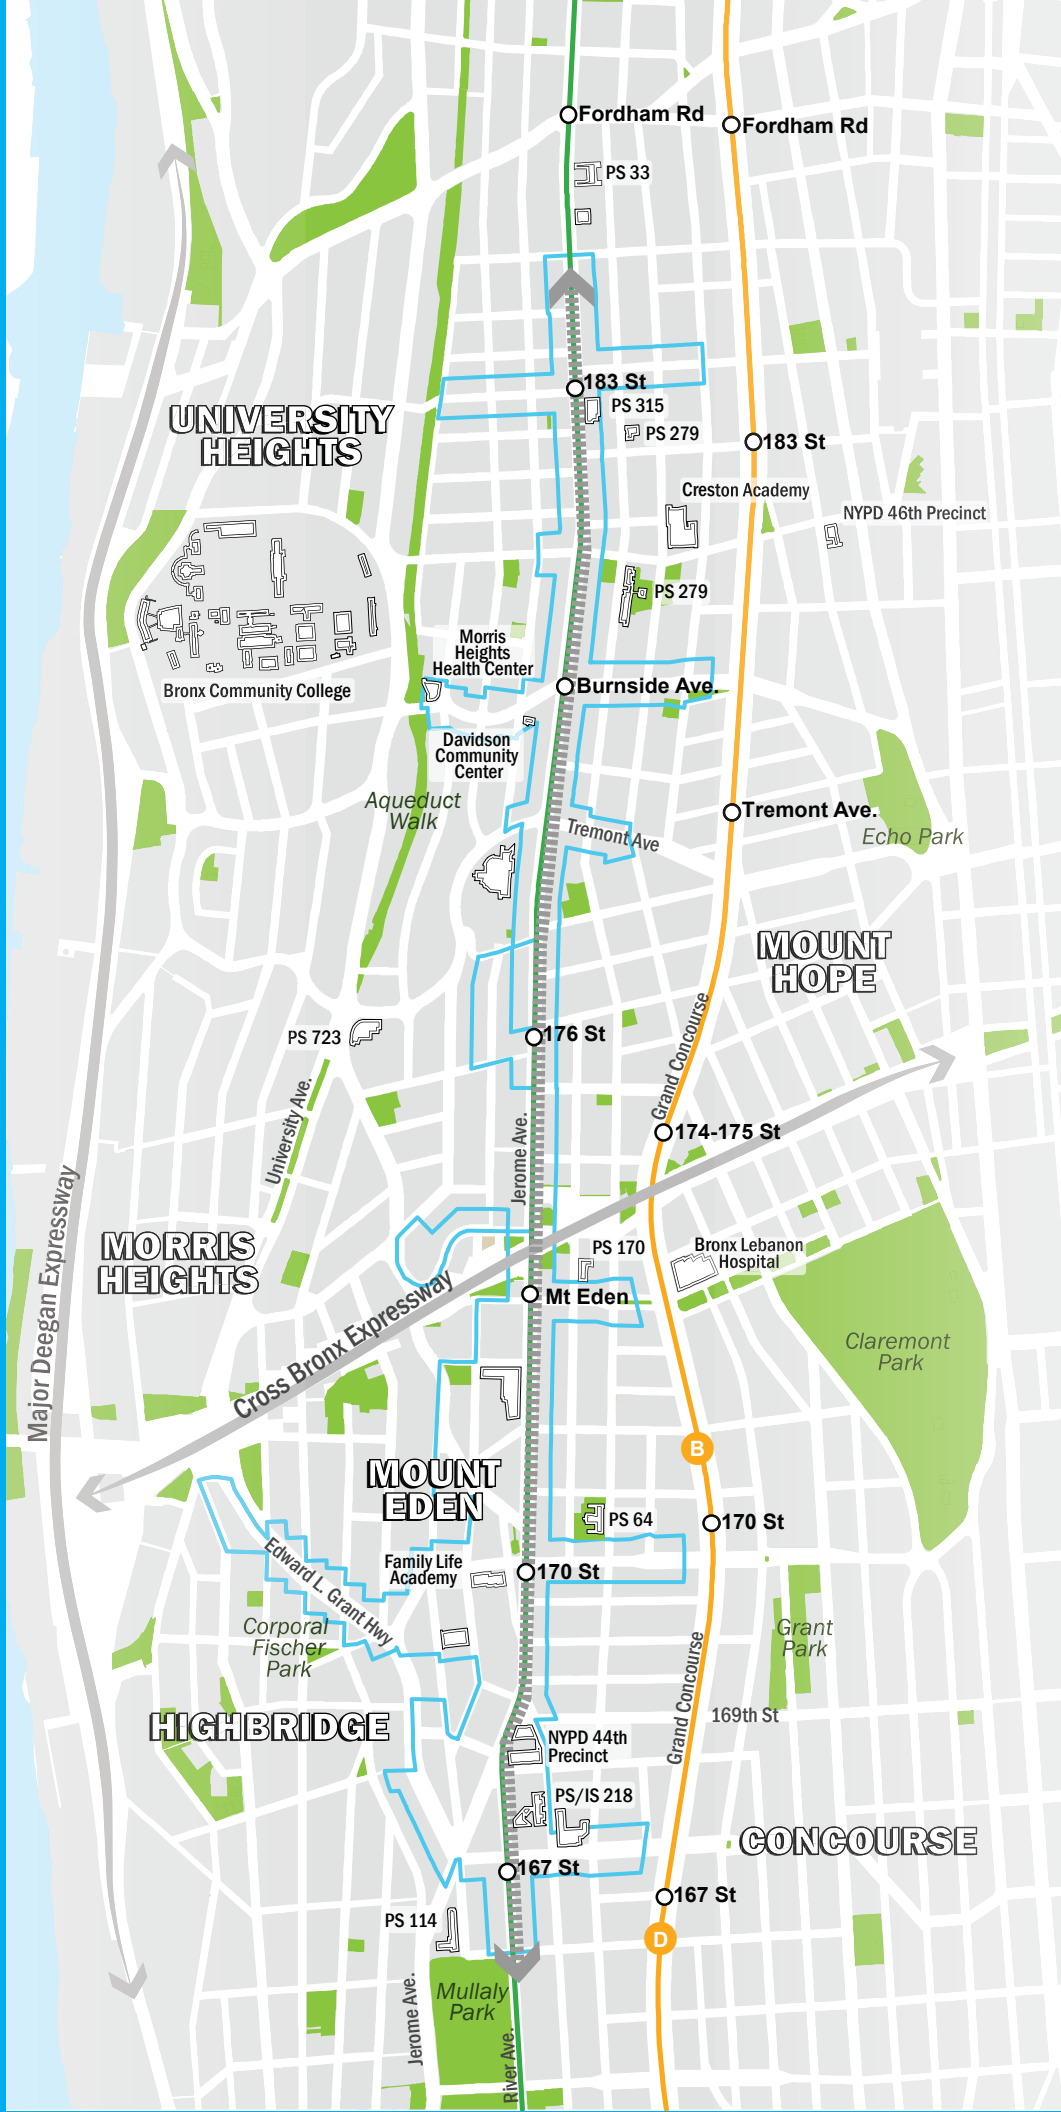 Fordham Rd
Fordham Rd
PS 33
183 St
PS 315
PS 279
183 St
UNIVERSITY
HEIGHTS
Creston Academy
NYPD 46th Precinct
PS 279
Morris
Heights
Health Center
Burnside Ave.
Bronx Community College
Davidson
Community
Center
Aqueduct
Walk
Tremont Ave.
Tremont Ave
Echo Park
MOUNT
HOPE
PS 723
176 St
Grand Concourse
University Ave.
Jerome Ave.
174-175 St
Major Deegan Expressway
MORRIS
HEIGHTS
PS 170
Bronx Lebanon
Hospital
Mt Eden
Cross Bronx Expressway
Claremont
Park
B
MOUNT
EDEN
PS 64
170 St
Edward L. Grant Hwy
Family Life
Academy
170 St
Corporal
Fischer
Park
Grant
Park
Grand Concourse
169th St
HIGHBRIDGE
NYPD 44th
Precinct
PS/IS 218
CONCOURSE
167 St
167 St
PS 114
D
Jerome Ave.
Mullaly
Park
River Ave.